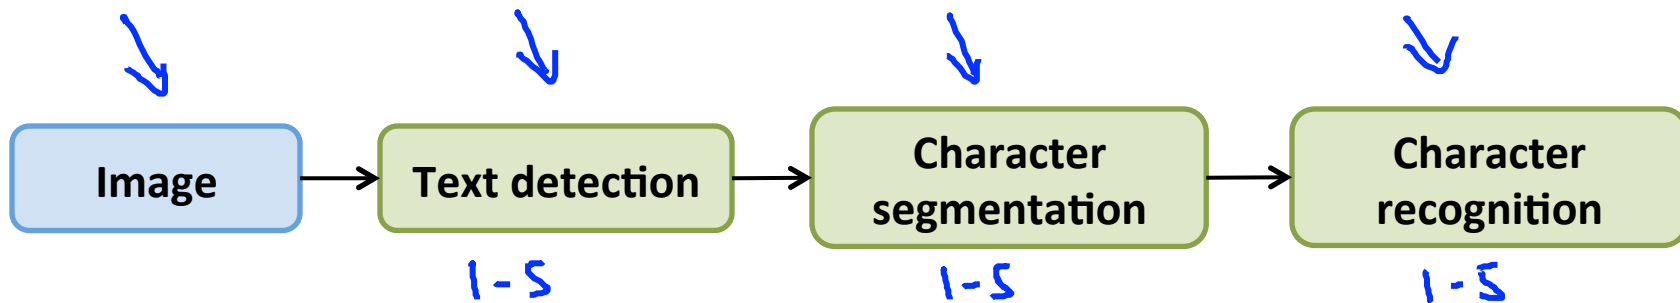 Image
Text detection
Character
segmentation
Character
recognition
1-5
1-5
1-5